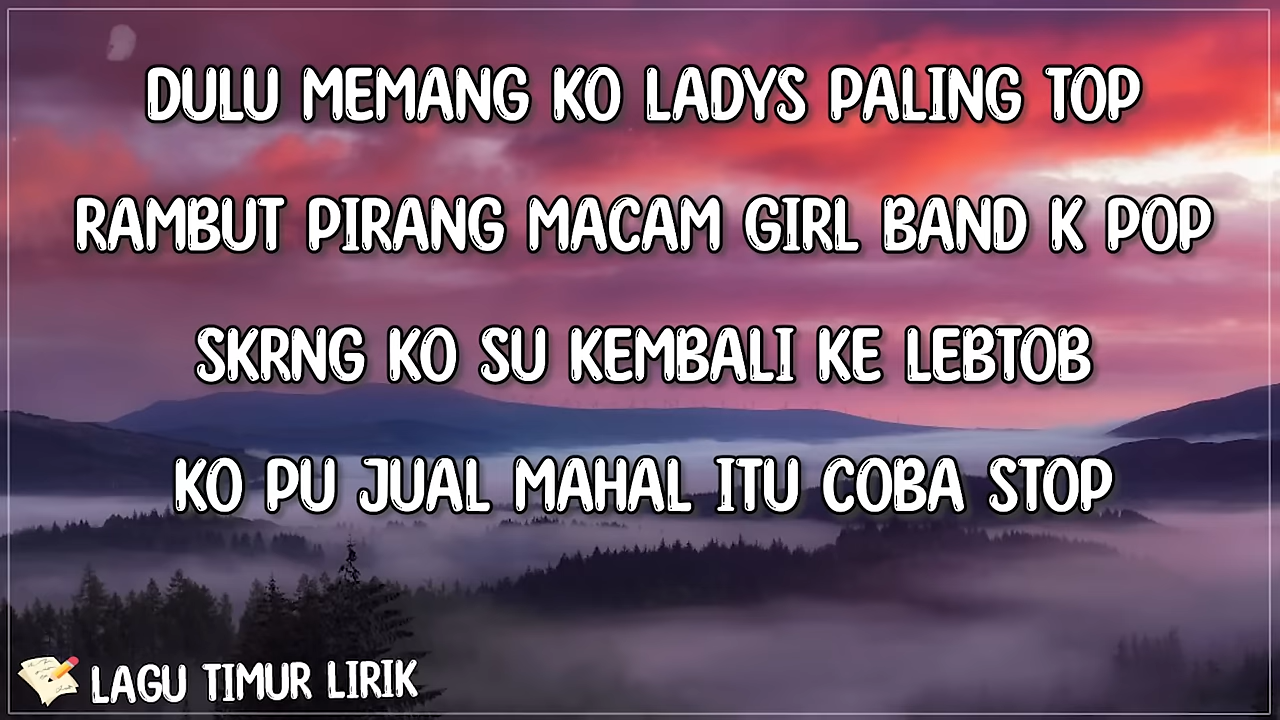 DULU MEMANG KO LADYS PALING TOP
RAMBUT PIRANG MACAM GIRL BAND K POP
SKRNG KO SU KEMBALI KE LEBTOB
KO PU JUAL MAHAL ITU COBA STOP
LAGU TIMUR LIRIK